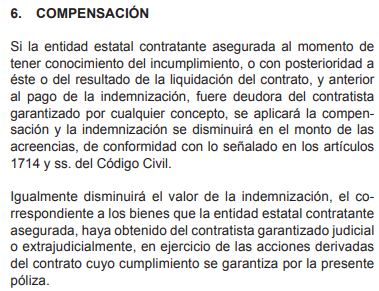 6. COMPENSACIÓN
Si la entidad estatal contratante asegurada al momento de
tener conocimiento del incumplimiento, o con posterioridad a
éste o del resultado de la liquidación del contrato, y anterior
al pago de la indemnización, fuere deudora del contratista
garantizado por cualquier concepto, se aplicará la compen-
sación y la indemnización se disminuirá en el monto de las
acreencias, de conformidad con lo señalado en los artículos
1714 y ss. del Código Civil.
Igualmente disminuirá el valor de la indemnización, el co-
rrespondiente a los bienes que la entidad estatal contratante
asegurada, haya obtenido del contratista garantizado judicial
o extrajudicialmente, en ejercicio de las acciones derivadas
del contrato cuyo cumplimiento se garantiza por la presente
póliza.